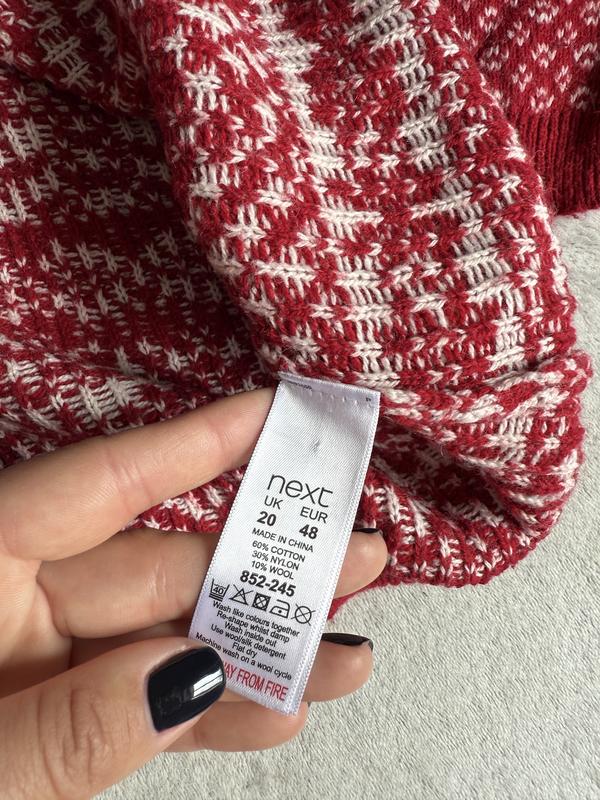 next
UK EUR
20 48
MADE IN CHINA
60% COTTON
30% NYLON
10% WOOL
852-245
40
Wash like colours together
Re-shape whilst damp
Wash inside out
Use wool/silk detergent
Flat dry
Machine wash on a wool cycle
AWAY FROM FIRE